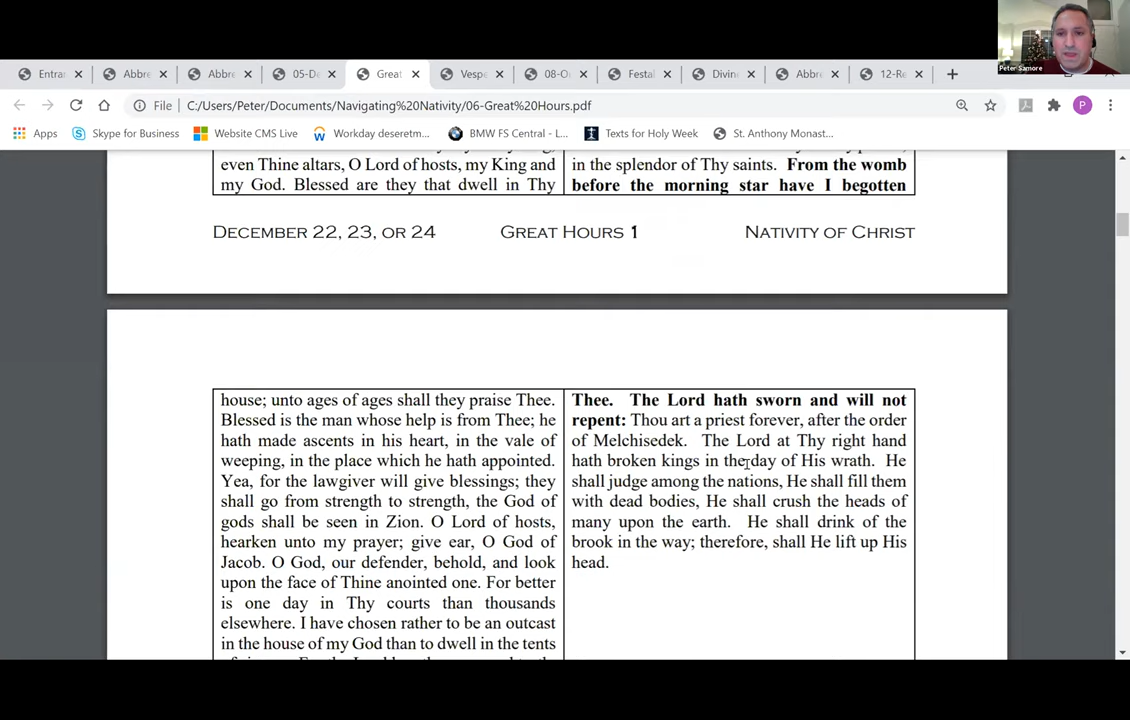 Peter Samore
Entra
Abbre
Abbre
05-De
Great
Vespe
08-O
Festal
Divin
Abbre
12-Re
File C:/Users/Peter/Documents/Navigating%20Nativity/06-Great%20Hours.pdf
P
Apps
Skype for Business
Website CMS Live
Workday deseretm...
BMW FS Central - L...
Texts for Holy Week
St. Anthony Monast...
even Thine altars, O Lord of hosts, my King and
my God. Blessed are they that dwell in Thy
in the splendor of Thy saints. From the womb
before the morning star have I begotten
DECEMBER 22, 23, OR 24 GREAT HOURS 1 NATIVITY OF CHRIST
house; unto ages of ages shall they praise Thee.
Blessed is the man whose help is from Thee; he
hath made ascents in his heart, in the vale of
weeping, in the place which he hath appointed.
Yea, for the lawgiver will give blessings; they
shall go from strength to strength, the God of
gods shall be seen in Zion. O Lord of hosts,
hearken unto my prayer; give ear, O God of
Jacob. O God, our defender, behold, and look
upon the face of Thine anointed one. For better
is one day in Thy courts than thousands
elsewhere. I have chosen rather to be an outcast
in the house of my God than to dwell in the tents
Thee. The Lord hath sworn and will not
repent: Thou art a priest forever, after the order
of Melchisedek. The Lord at Thy right hand
hath broken kings in the day of His wrath. He
shall judge among the nations, He shall fill them
with dead bodies, He shall crush the heads of
many upon the earth. He shall drink of the
brook in the way; therefore, shall He lift up His
head.